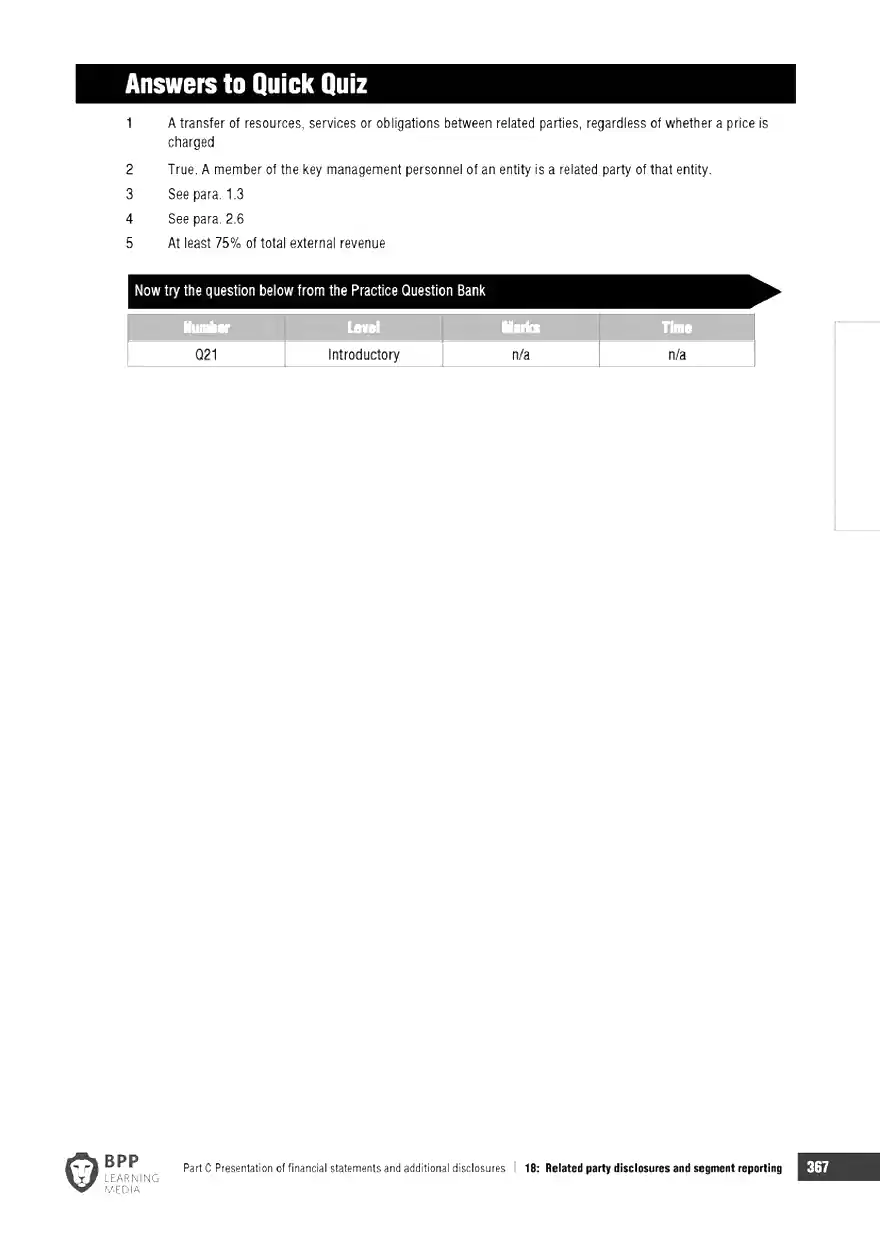 Answers to Quick Quiz
1 A transfer of resources, services or obligations between related parties, regardless of whether a price is
charged
2 True. A member of the key management personnel of an entity is a related party of that entity.
3 See para. 1.3
4 See para. 2.6
5 At least 75% of total external revenue
Now try the question below from the Practice Question Bank
Number Level Marks Time
Q21 Introductory n/a n/a
BPP
LEARNING
MEDIA
Part C Presentation of financial statements and additional disclosures | 18: Related party disclosures and segment reporting 367